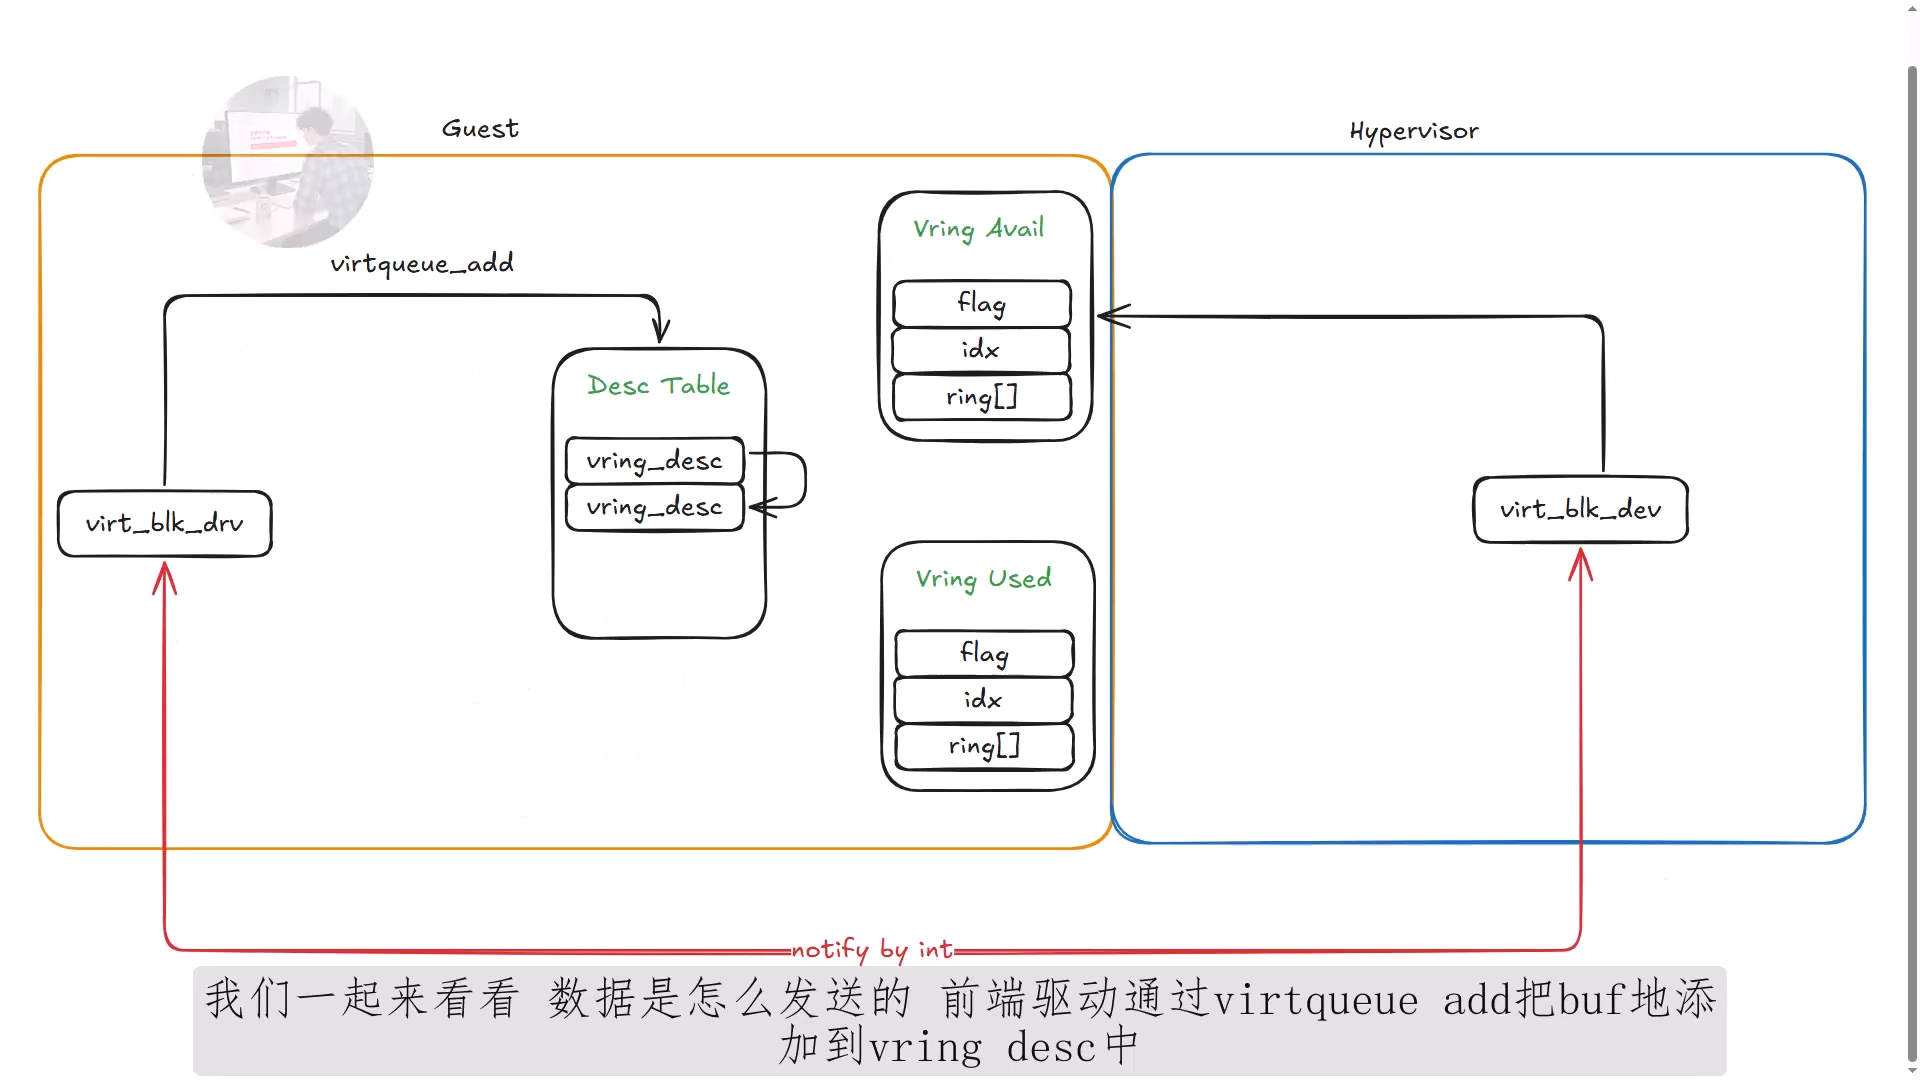 Guest
Hypervisor
Vring Avail
virtqueue_add
flag
idx
ring[]
Desc Table
vring_desc
vring_desc
virt_blk_drv
virt_blk_dev
Vring Used
flag
idx
ring[]
notify by int
我们一起来看看 数据是怎么发送的 前端驱动通过virtqueue add把buf地添
加到vring desc中